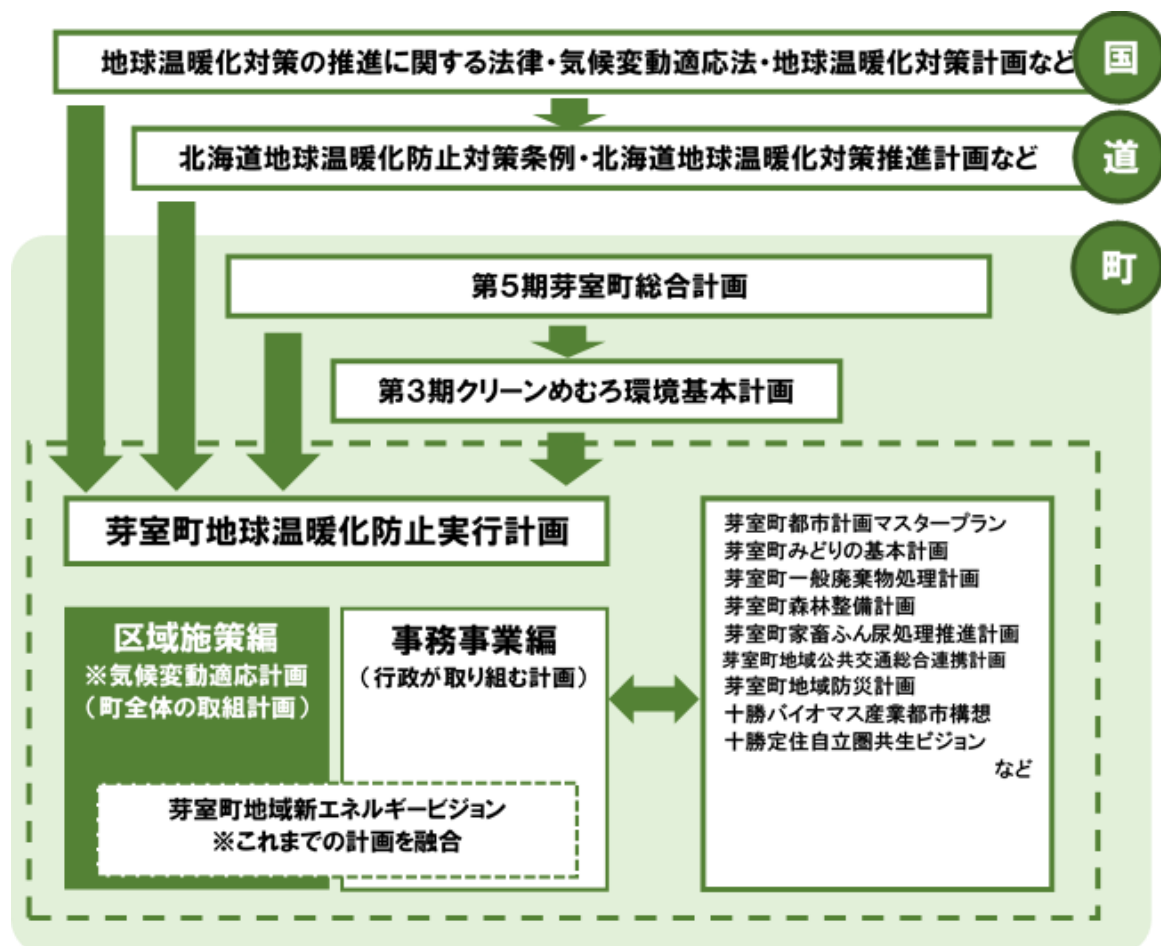 地球温暖化対策の推進に関する法律・気候変動適応法・地球温暖化対策計画など
国
北海道地球温暖化防止対策条例・北海道地球温暖化対策推進計画など
道
町
第5期芽室町総合計画
第3期クリーンめむろ環境基本計画
芽室町地球温暖化防止実行計画
区域施策編
※気候変動適応計画
（町全体の取組計画）
事務事業編
（行政が取り組む計画）
芽室町地域新エネルギービジョン
※これまでの計画を融合
芽室町都市計画マスタープラン
芽室町みどりの基本計画
芽室町一般廃棄物処理計画
芽室町森林整備計画
芽室町家畜ふん尿処理推進計画
芽室町地域公共交通総合連携計画
芽室町地域防災計画
十勝バイオマス産業都市構想
十勝定住自立圏共生ビジョン
など